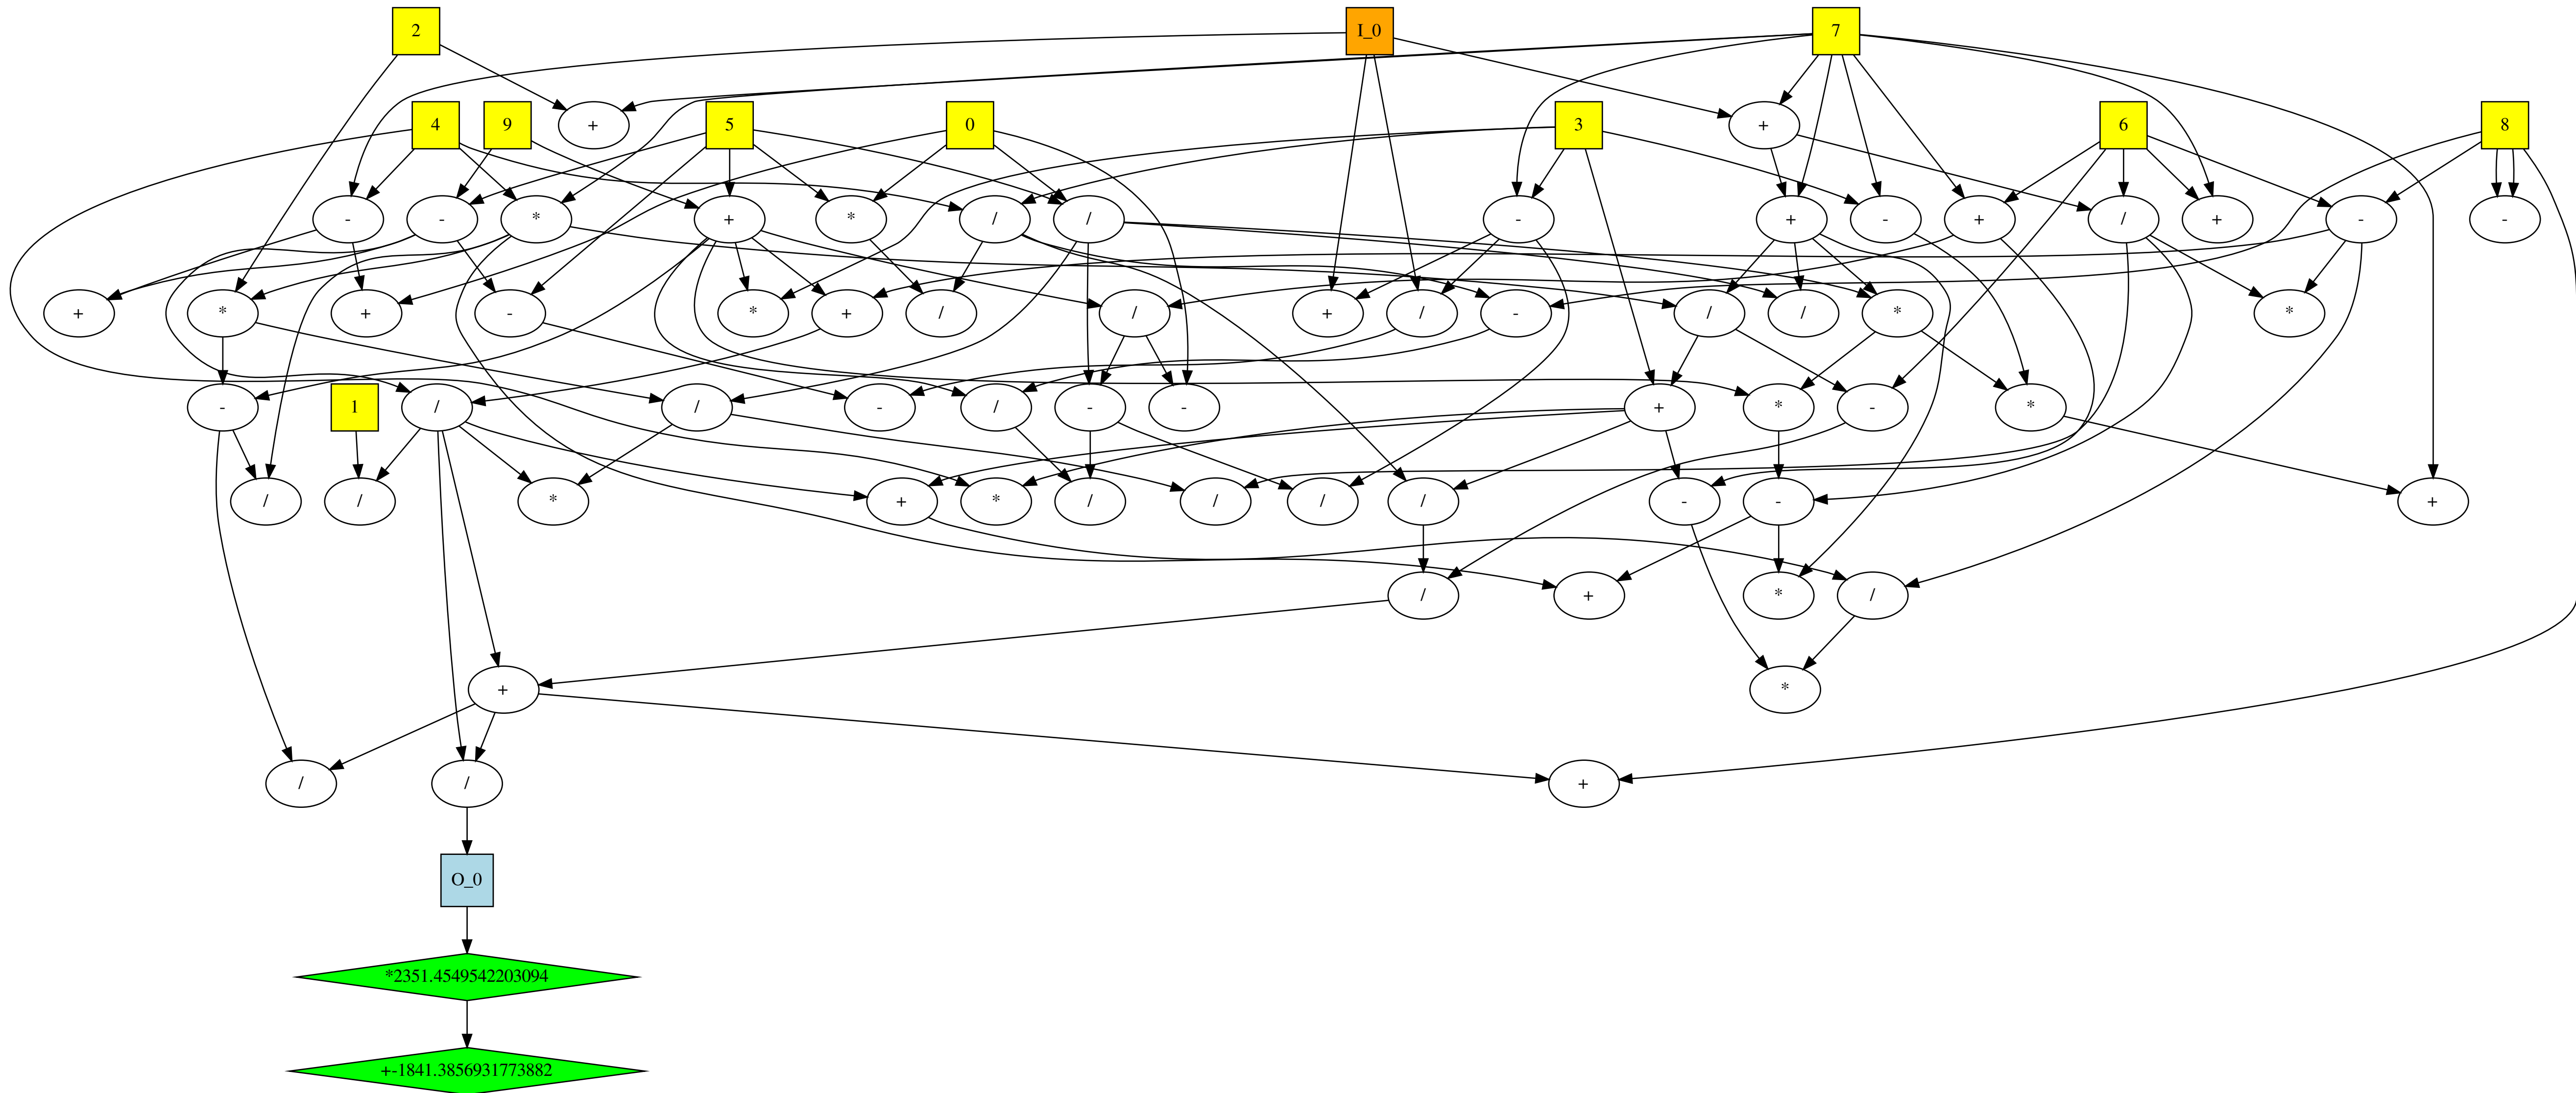 2 I_0 7
4 9 + 5 0 3 + 6 8
- - * + * / / - + - + / + - -
+ * + - * + / / + / - / / * *
- 1 / / - / - - + * - *
/ / * + * / / / / - - +
/ + * /
+ *
/ / +
O_0
*2351.4549542203094
+-1841.3856931773882